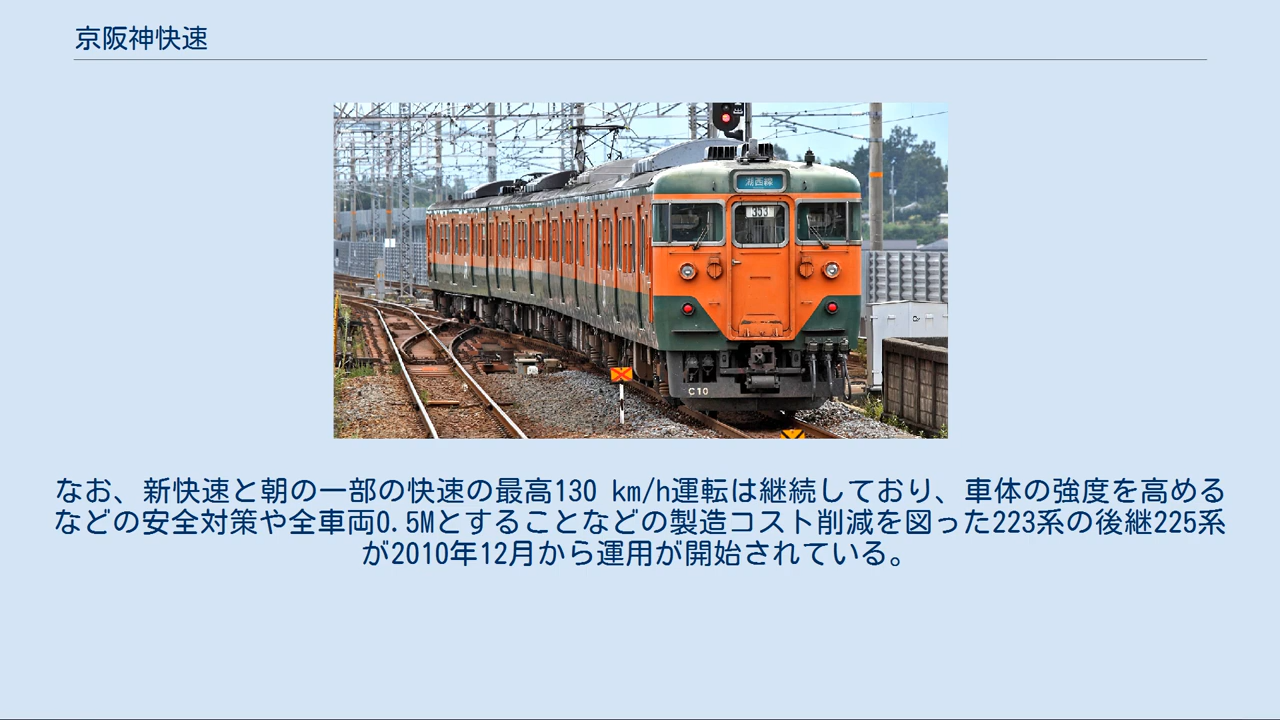 京阪神快速
湖西線
353
C10
なお、新快速と朝の一部の快速の最高130 km/h運転は継続しており、車体の強度を高める
などの安全対策や全車両0.5Mとすることなどの製造コスト削減を図った223系の後継225系
が2010年12月から運用が開始されている。